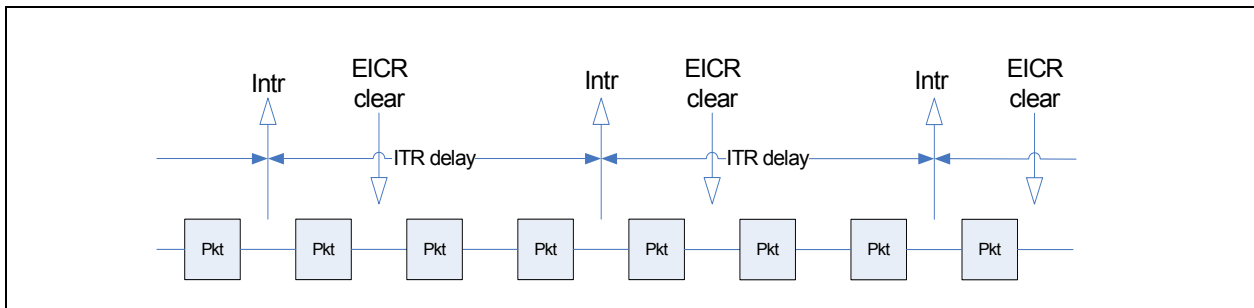 Intr
EICR
clear
Intr
EICR
clear
Intr
EICR
clear
ITR delay
ITR delay
Pkt
Pkt
Pkt
Pkt
Pkt
Pkt
Pkt
Pkt